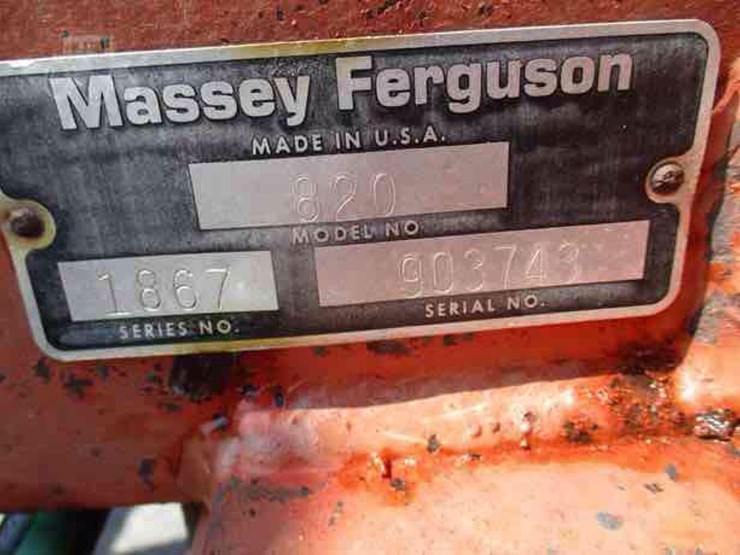 Massey Ferguson
MADE IN U.S.A.
820
MODEL NO
1867
903743
SERIES NO.
SERIAL NO.